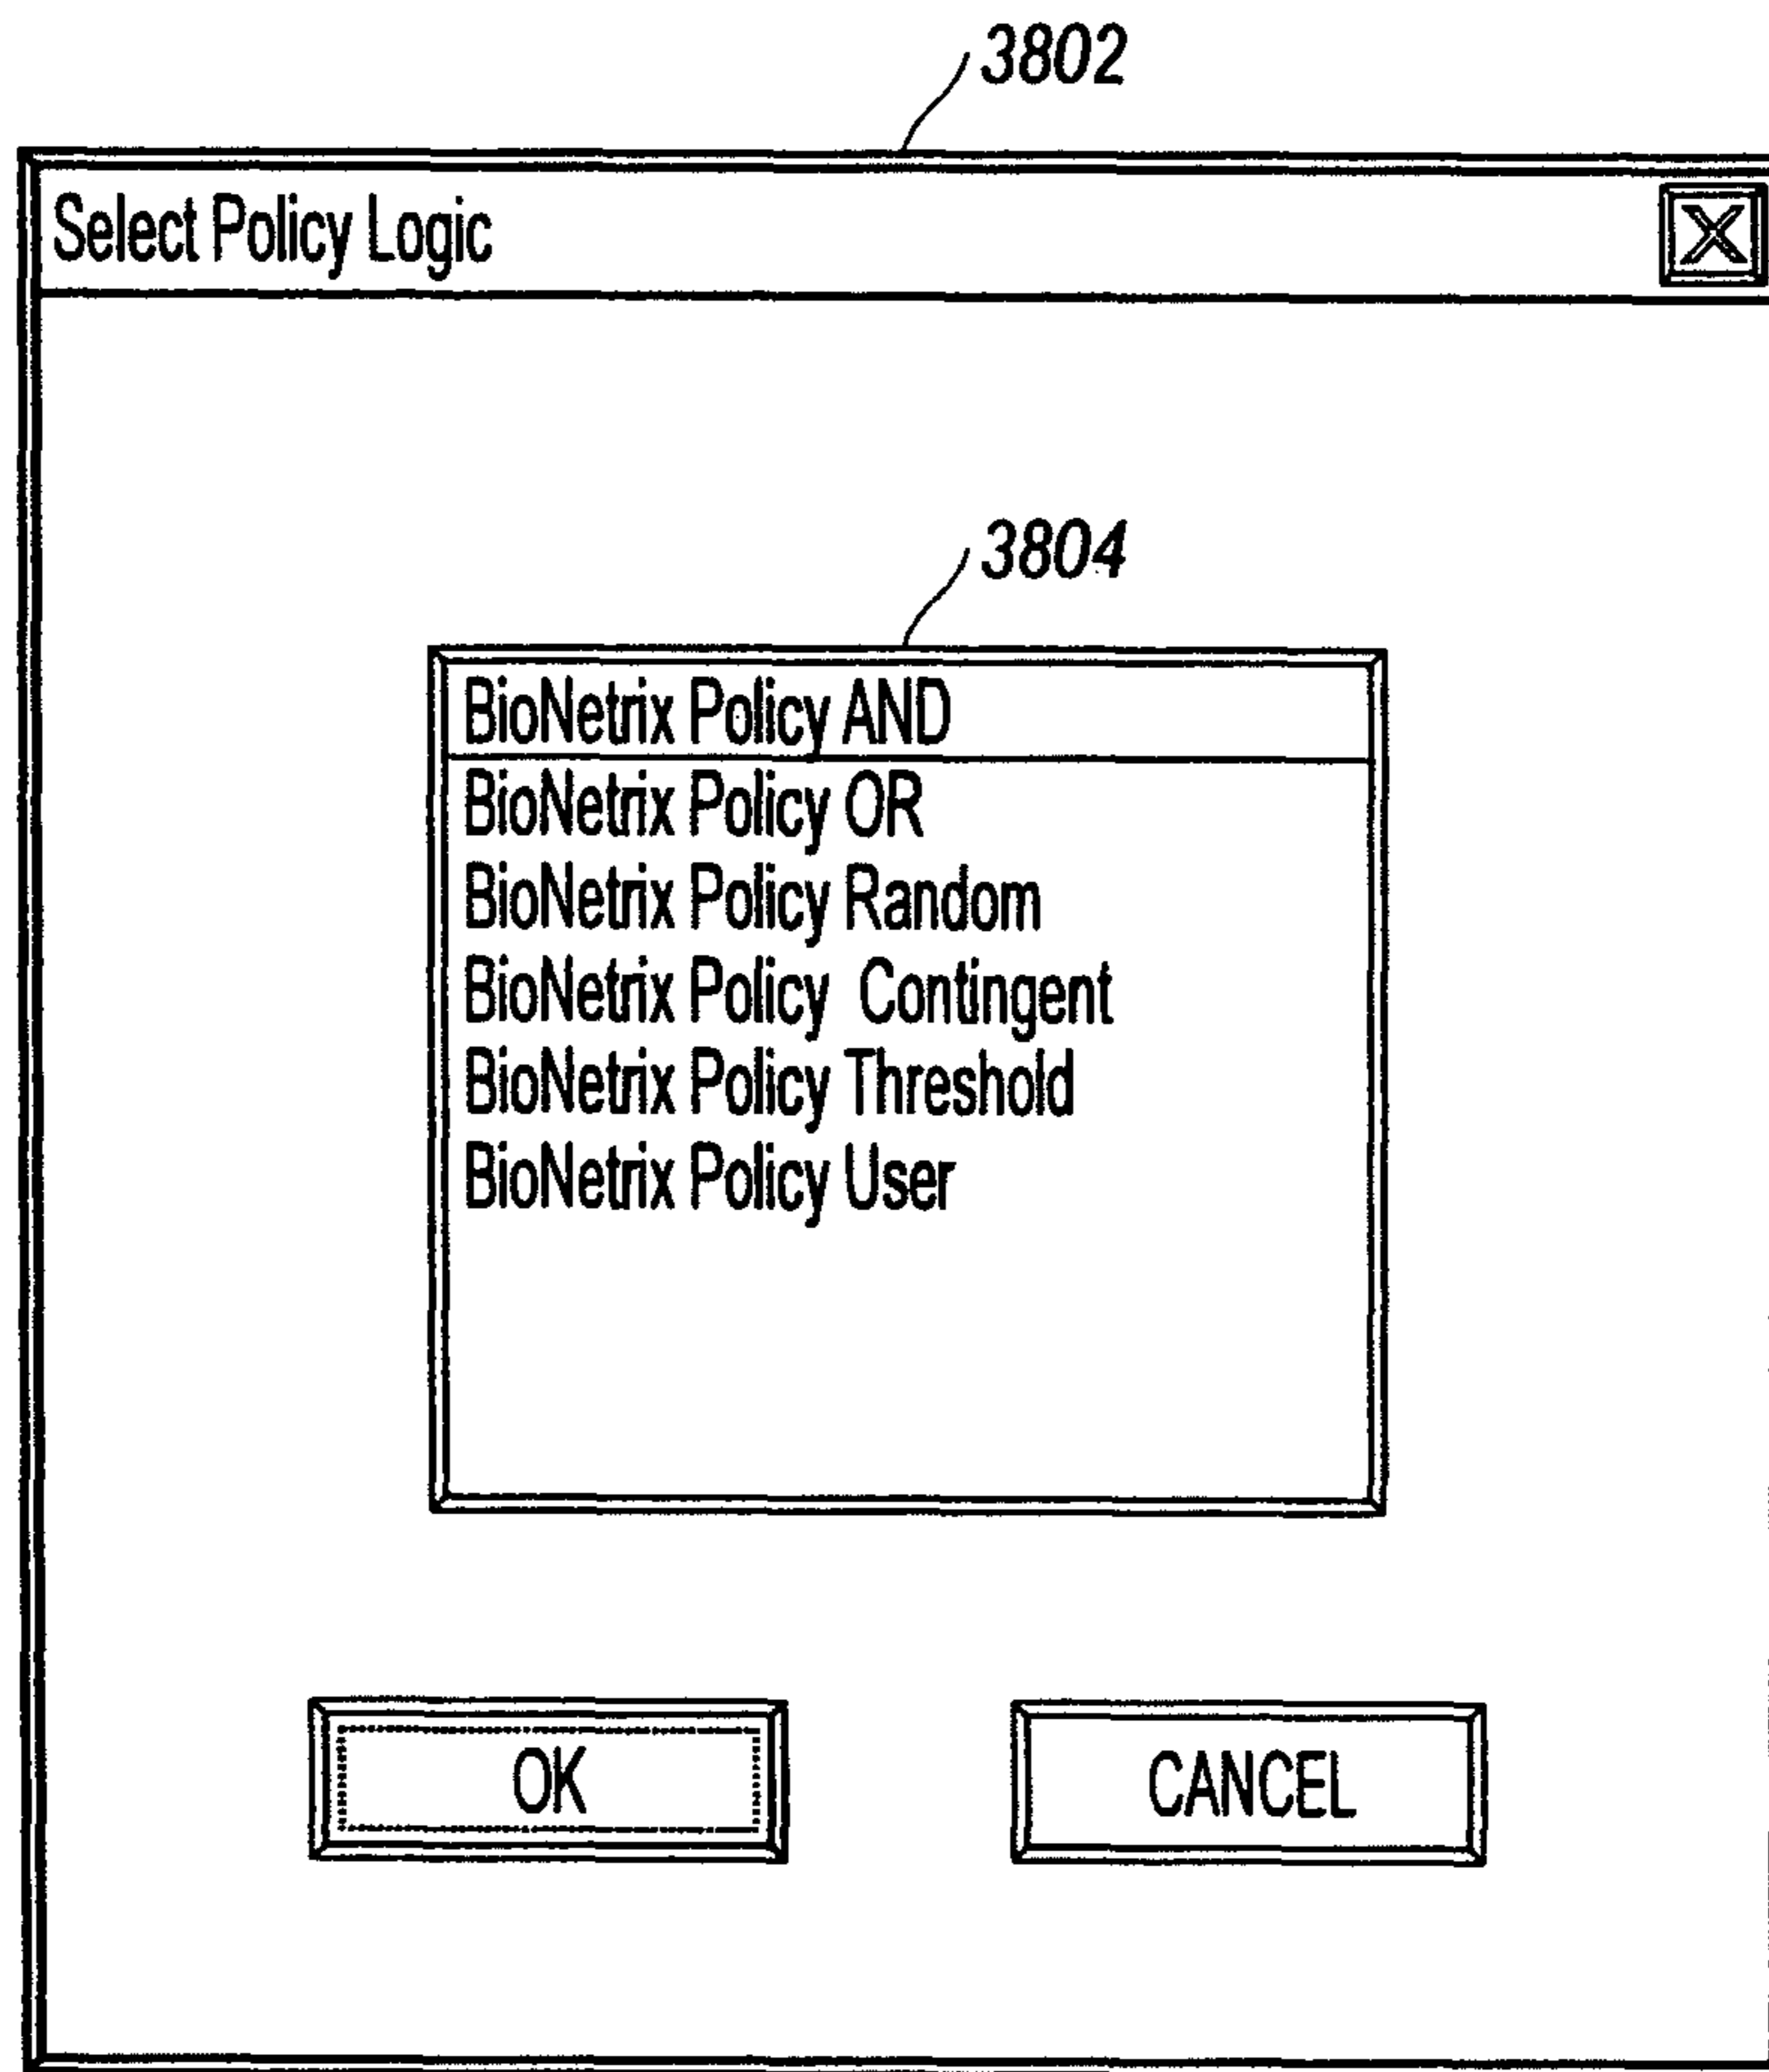 3802
Select Policy Logic
3804
BioNetrix Policy AND
BioNetrix Policy OR
BioNetrix Policy Random
BioNetrix Policy Contingent
BioNetrix Policy Threshold
BioNetrix Policy User
OK CANCEL